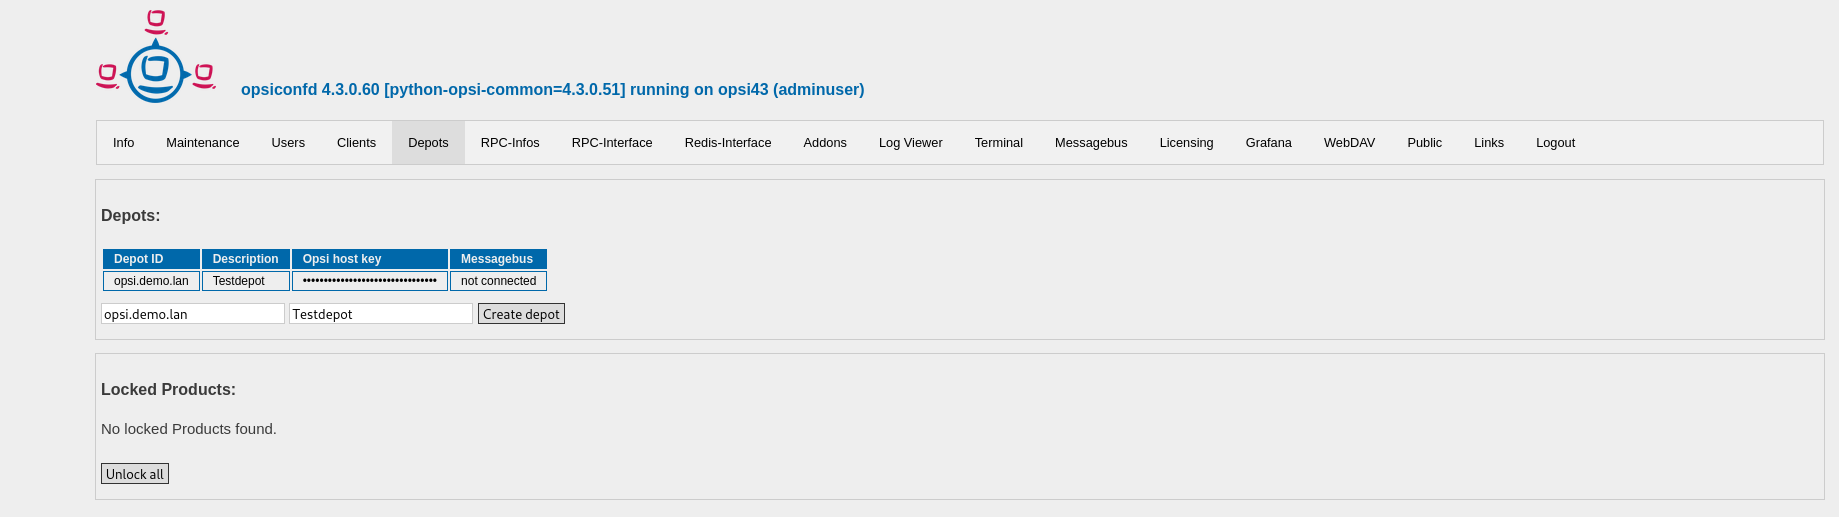 opsiconfd 4.3.0.60 [python-opsi-common=4.3.0.51] running on opsi43 (adminuser)
Info Maintenance Users Clients Depots RPC-Infos RPC-Interface Redis-Interface Addons Log Viewer Terminal Messagebus Licensing Grafana WebDAV Public Links Logout
Depots:
Depot ID Description Opsi host key Messagebus
opsi.demo.lan Testdepot •••••••••••••••••••••••••••••••• not connected
opsi.demo.lan Testdepot Create depot
Locked Products:
No locked Products found.
Unlock all